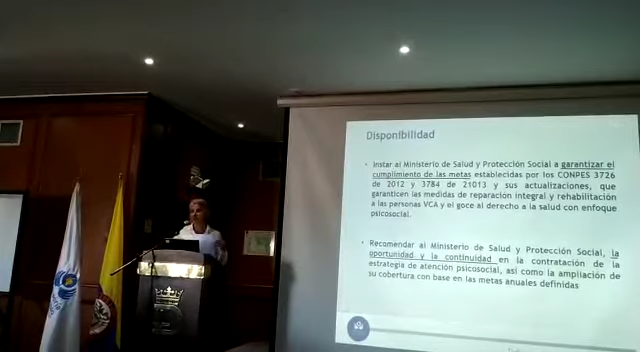 Disponibilidad
• Instar al Ministerio de Salud y Protección Social a garantizar el
cumplimiento de las metas establecidas por los CONPES 3726
de 2012 y 3784 de 21013 y sus actualizaciones, que
garanticen las medidas de reparación integral y rehabilitación
a las personas VCA y el goce al derecho a la salud con enfoque
psicosocial.
• Recomendar al Ministerio de Salud y Protección Social, la
oportunidad y la continuidad en la contratación de la
estrategia de atención psicosocial, así como la ampliación de
su cobertura con base en las metas anuales definidas